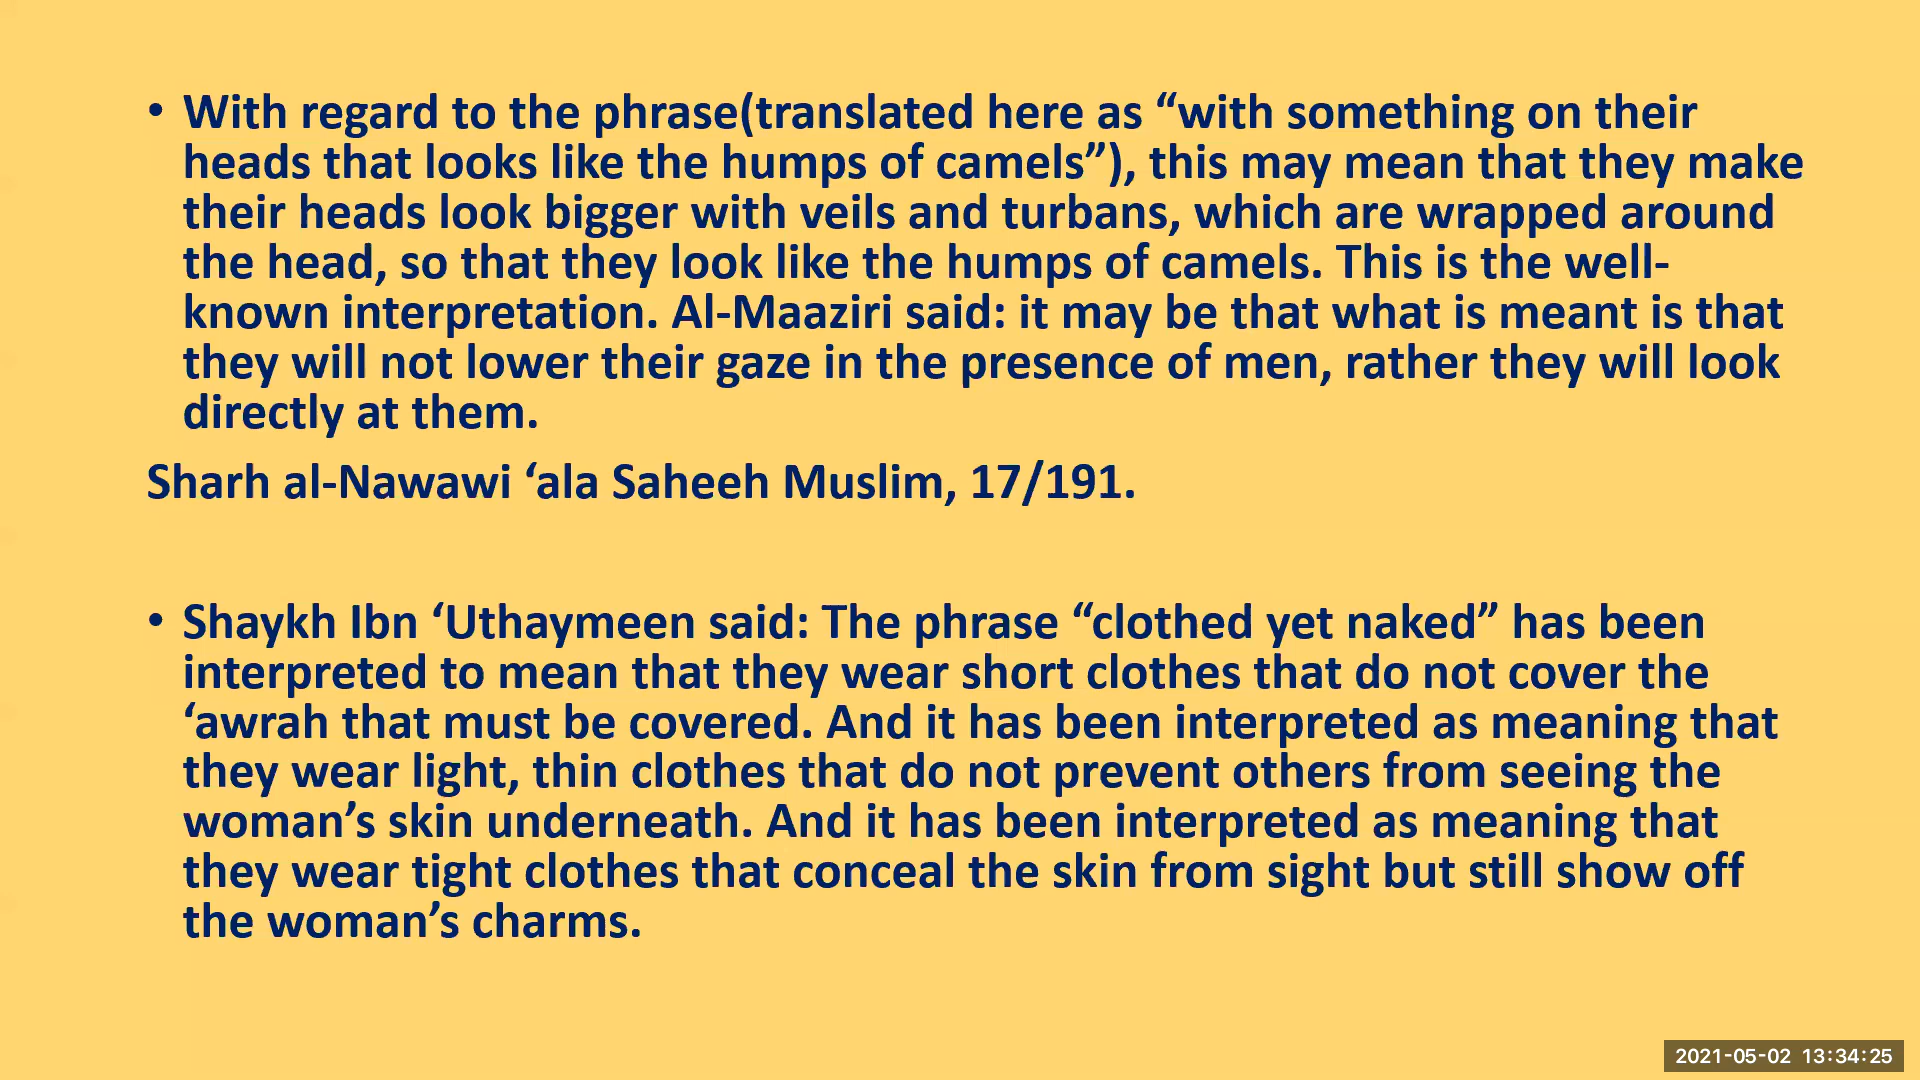 • With regard to the phrase(translated here as “with something on their
heads that looks like the humps of camels”), this may mean that they make
their heads look bigger with veils and turbans, which are wrapped around
the head, so that they look like the humps of camels. This is the well-
known interpretation. Al-Maaziri said: it may be that what is meant is that
they will not lower their gaze in the presence of men, rather they will look
directly at them.
Sharh al-Nawawi ‘ala Saheeh Muslim, 17/191.
• Shaykh Ibn ‘Uthaymeen said: The phrase “clothed yet naked” has been
interpreted to mean that they wear short clothes that do not cover the
‘awrah that must be covered. And it has been interpreted as meaning that
they wear light, thin clothes that do not prevent others from seeing the
woman’s skin underneath. And it has been interpreted as meaning that
they wear tight clothes that conceal the skin from sight but still show off
the woman’s charms.
2021-05-02 13:34:25